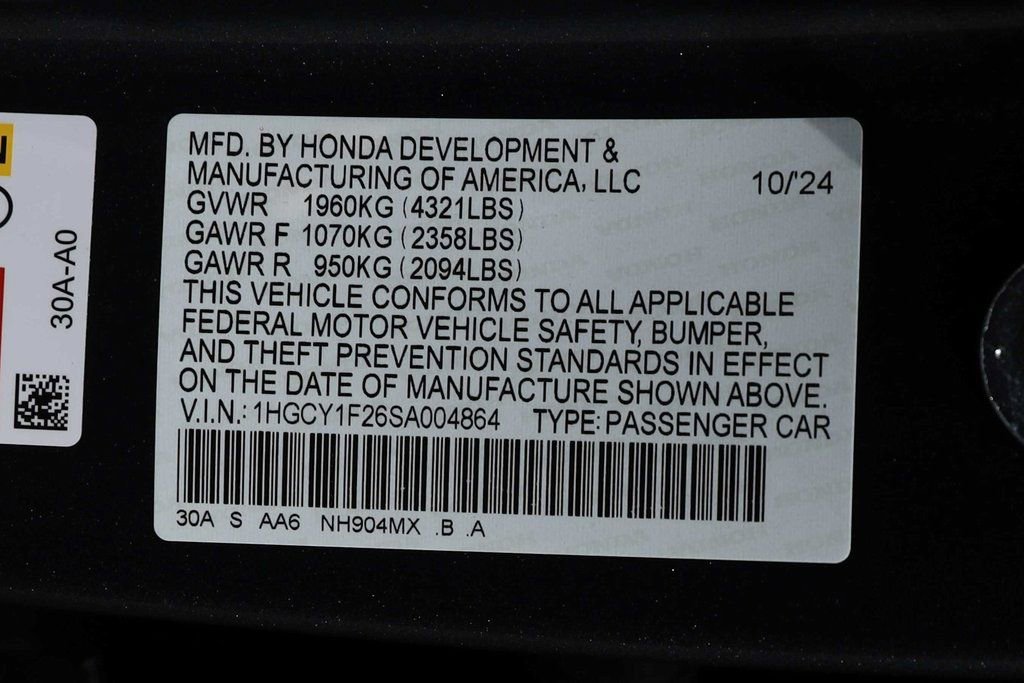 MFD. BY HONDA DEVELOPMENT &
MANUFACTURING OF AMERICA, LLC 10/'24
GVWR 1960KG (4321LBS)
GAWR F 1070KG (2358LBS)
GAWR R 950KG (2094LBS)
THIS VEHICLE CONFORMS TO ALL APPLICABLE
FEDERAL MOTOR VEHICLE SAFETY, BUMPER,
AND THEFT PREVENTION STANDARDS IN EFFECT
ON THE DATE OF MANUFACTURE SHOWN ABOVE.
V.I.N.: 1HGCY1F26SA004864 TYPE: PASSENGER CAR
30A S AA6 NH904MX .B .A
30A-A0